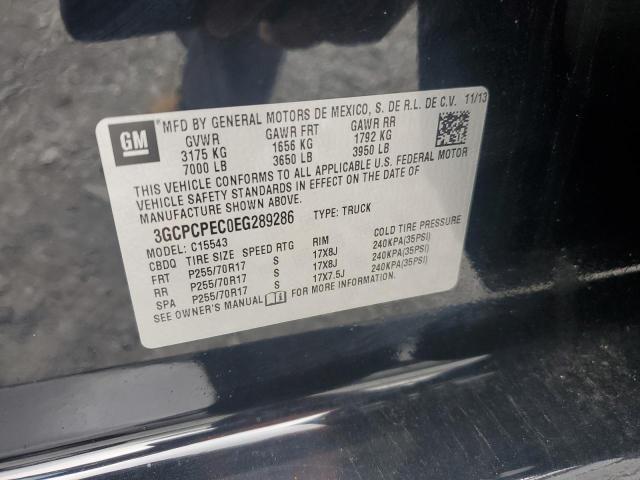 GM
MFD BY GENERAL MOTORS DE MEXICO, S. DE R.L. DE C.V. 11/13
GVWR GAWR FRT GAWR RR
3175 KG 1656 KG 1792 KG
7000 LB 3650 LB 3950 LB
THIS VEHICLE CONFORMS TO ALL APPLICABLE U.S. FEDERAL MOTOR
VEHICLE SAFETY STANDARDS IN EFFECT ON THE DATE OF
MANUFACTURE SHOWN ABOVE.
3GCPCPEC0EG289286 TYPE: TRUCK
MODEL: C15543
CBDQ TIRE SIZE SPEED RTG RIM COLD TIRE PRESSURE
FRT P255/70R17 S 17X8J 240KPA(35PSI)
RR P255/70R17 S 17X8J 240KPA(35PSI)
SPA P255/70R17 S 17X7.5J 240KPA(35PSI)
SEE OWNER'S MANUAL FOR MORE INFORMATION.